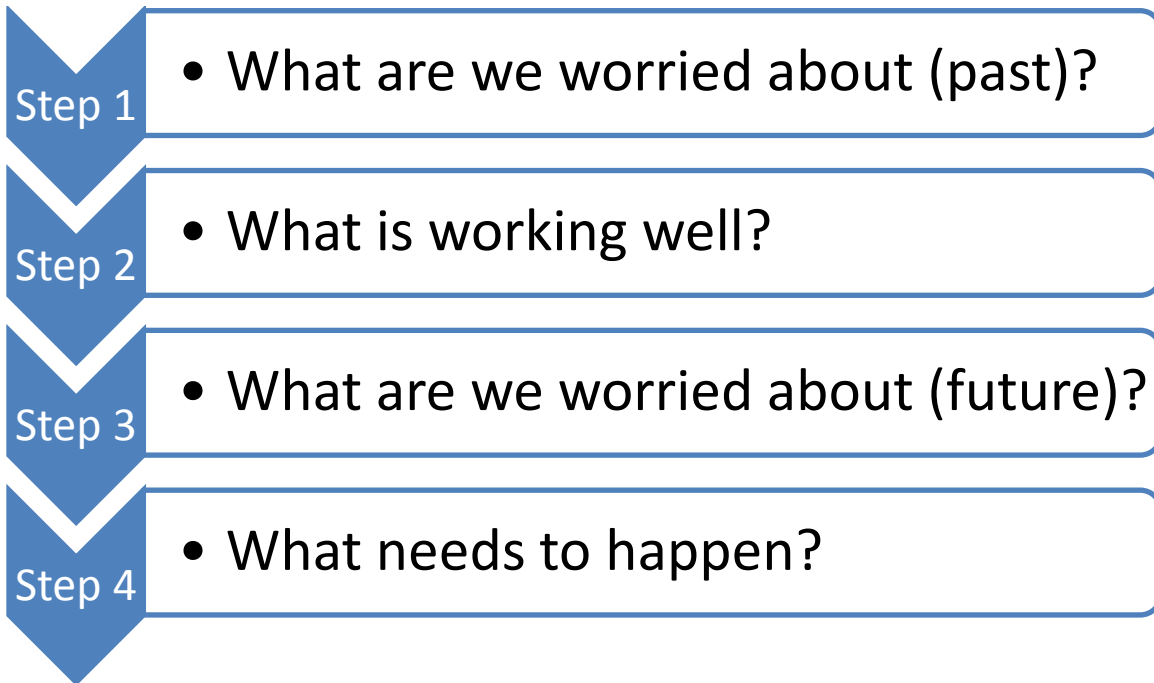 Step 1
• What are we worried about (past)?
Step 2
• What is working well?
Step 3
• What are we worried about (future)?
Step 4
• What needs to happen?